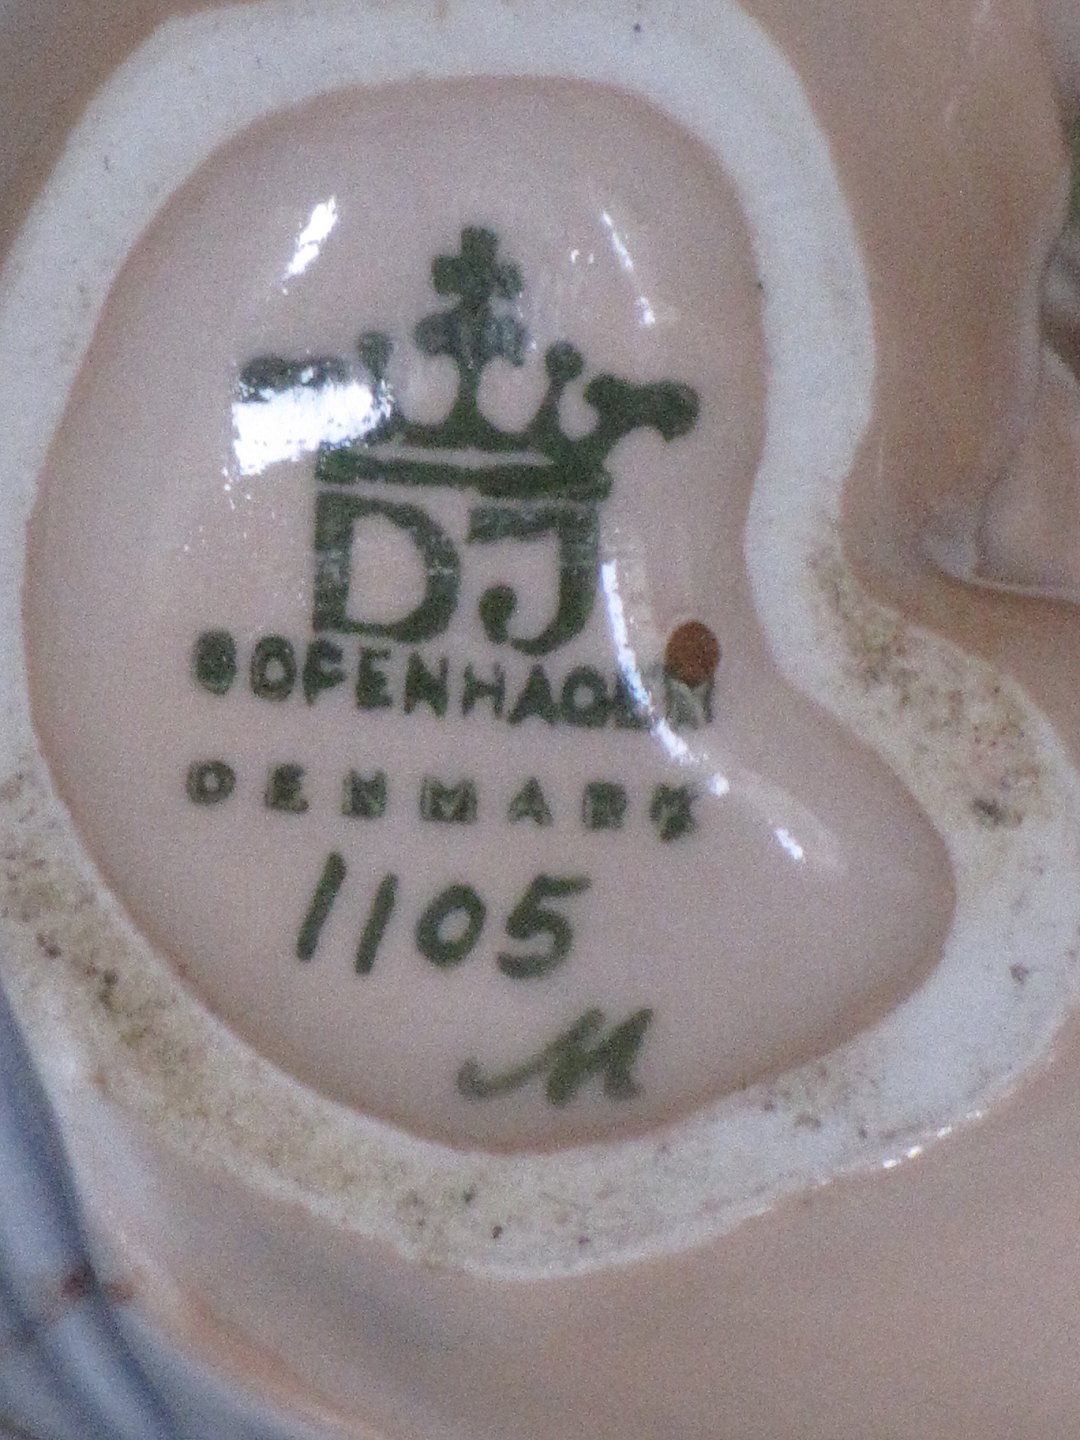 DJ
COPENHAGEN
DENMARK
1105
M